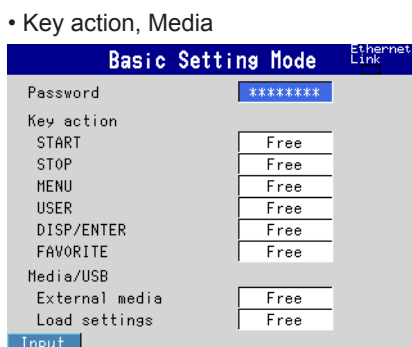 • Key action, Media
Basic Setting Mode Ethernet
Link
Password ********
Key action
START Free
STOP Free
MENU Free
USER Free
DISP/ENTER Free
FAVORITE Free
Media/USB
External media Free
Load settings Free
Input